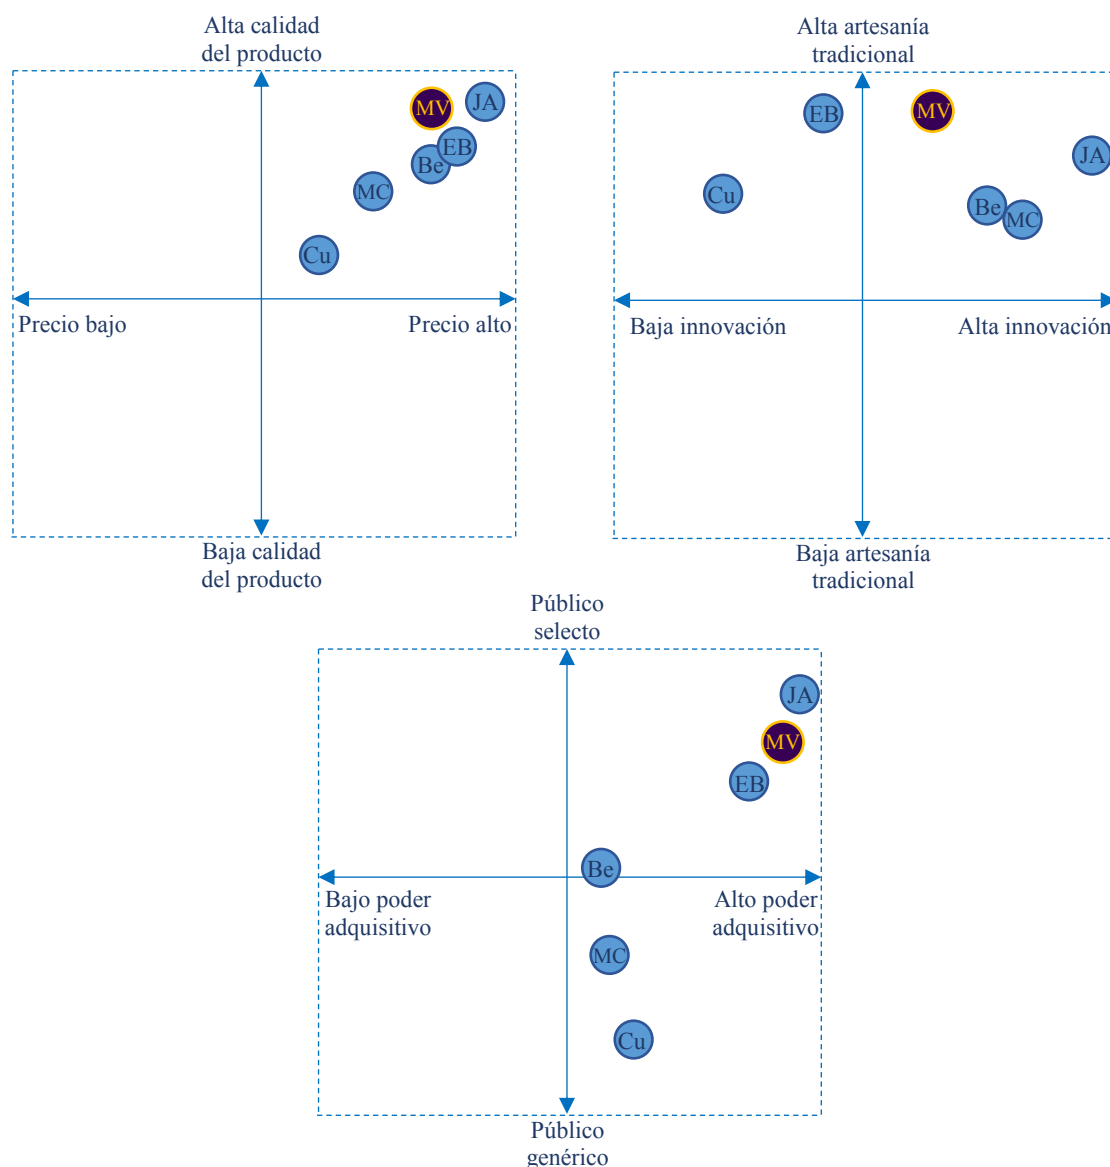 Alta calidad
del producto
MV
JA
EB
Be
MC
Cu
Precio bajo
Precio alto
Baja calidad
del producto
Alta artesanía
tradicional
EB
MV
JA
Cu
Be
MC
Baja innovación
Alta innovación
Baja artesanía
tradicional
Público
selecto
JA
MV
EB
Be
Bajo poder
adquisitivo
Alto poder
adquisitivo
MC
Cu
Público
genérico